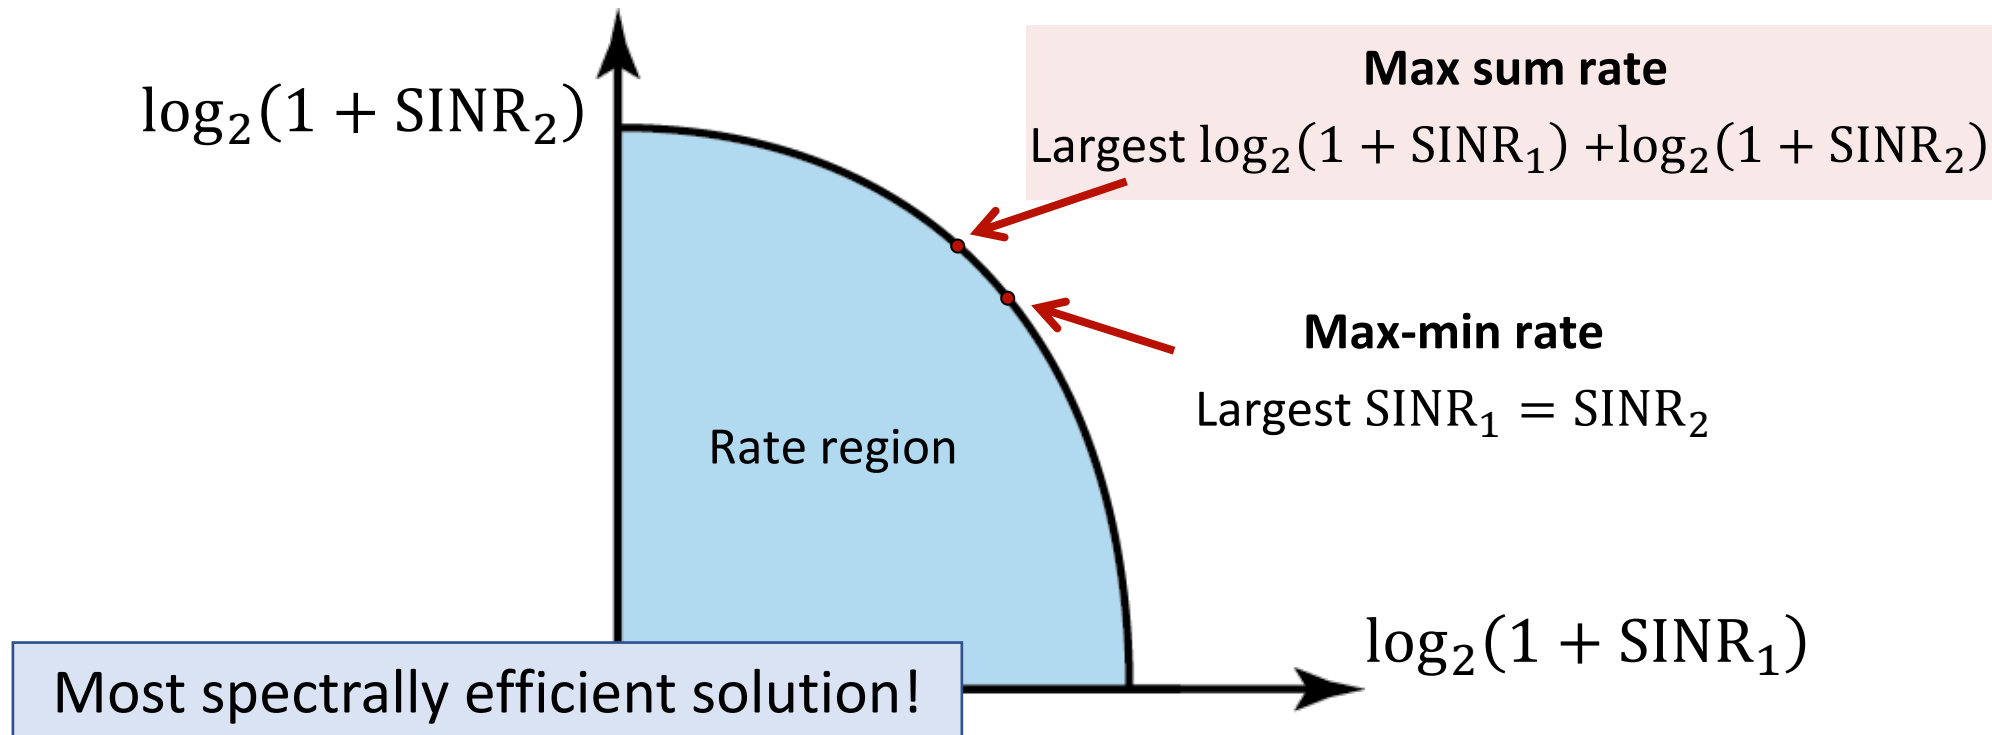 log₂(1 + SINR₂)
Max sum rate
Largest log₂(1 + SINR₁) +log₂(1 + SINR₂)
Max-min rate
Largest SINR₁ = SINR₂
Rate region
log₂(1 + SINR₁)
Most spectrally efficient solution!